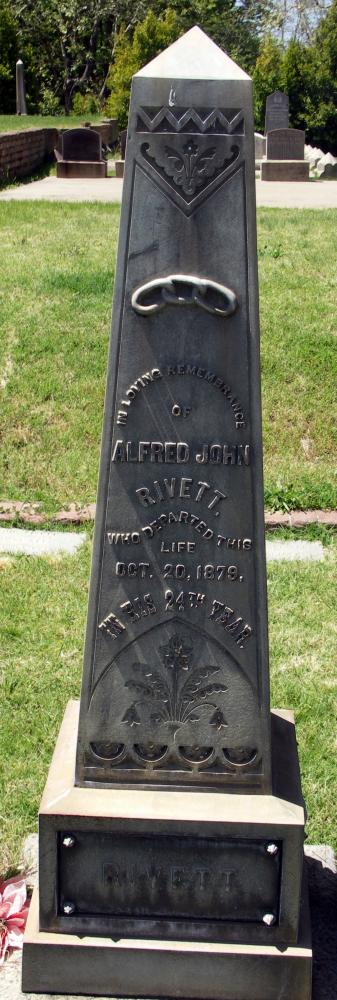 IN LOVING REMEMBRANCE
OF
ALFRED JOHN
RIVETT.
WHO DEPARTED THIS
LIFE
OCT. 20, 1879.
IN HIS 24TH YEAR.
RIVETT